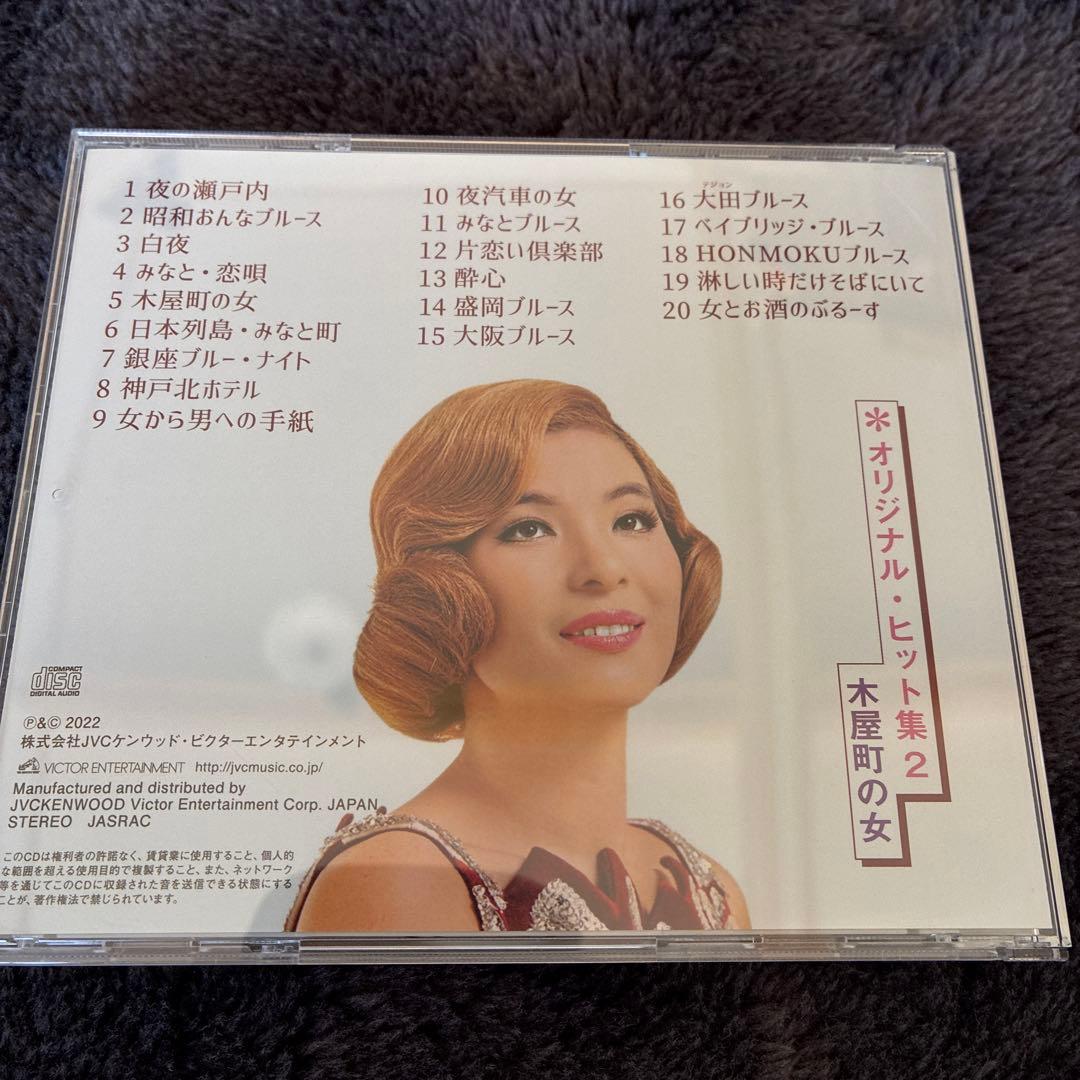 1 夜の瀬戸内
2 昭和おんなブルース
3 白夜
4 みなと・恋唄
5 木屋町の女
6 日本列島・みなと町
7 銀座ブルー・ナイト
8 神戸北ホテル
9 女から男への手紙
10 夜汽車の女
11 みなとブルース
12 片恋い倶楽部
13 酔心
14 盛岡ブルース
15 大阪ブルース
テジョン
16 大田ブルース
17 ベイブリッジ・ブルース
18 HONMOKUブルース
19 淋しい時だけそばにいて
20 女とお酒のぶるーす
＊オリジナル・ヒット集2
木屋町の女
COMPACT
disc
DIGITAL AUDIO
℗&© 2022
株式会社JVCケンウッド・ビクターエンタテインメント
VICTOR ENTERTAINMENT http://jvcmusic.co.jp/
Manufactured and distributed by
JVCKENWOOD Victor Entertainment Corp. JAPAN
STEREO JASRAC
このCDは権利者の許諾なく、賃貸業に使用すること、個人的
な範囲を超える使用目的で複製すること、また、ネットワーク
等を通じてこのCDに収録された音を送信できる状態にする
ことが、著作権法で禁じられています。